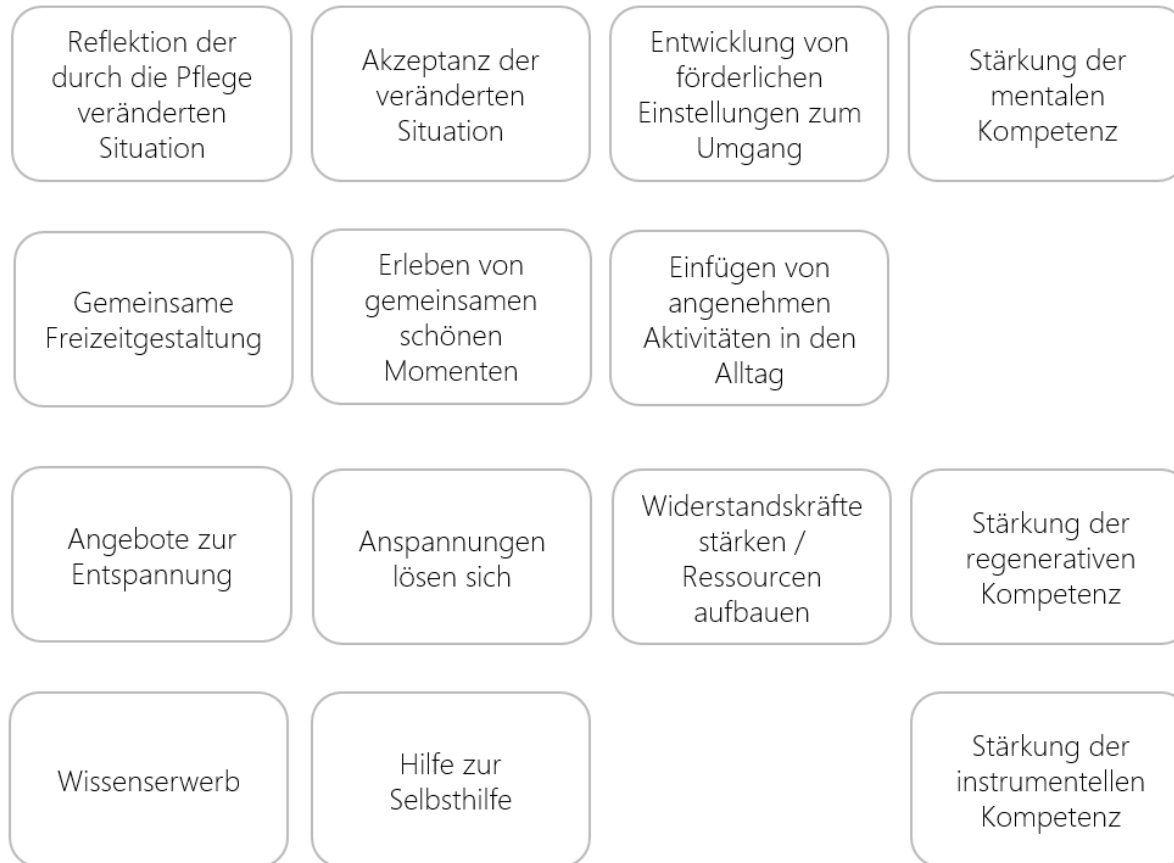 Reflektion der
durch die Pflege
veränderten
Situation
Akzeptanz der
veränderten
Situation
Entwicklung von
förderlichen
Einstellungen zum
Umgang
Stärkung der
mentalen
Kompetenz
Gemeinsame
Freizeitgestaltung
Erleben von
gemeinsamen
schönen
Momenten
Einfügen von
angenehmen
Aktivitäten in den
Alltag
Angebote zur
Entspannung
Anspannungen
lösen sich
Widerstandskräfte
stärken /
Ressourcen
aufbauen
Stärkung der
regenerativen
Kompetenz
Wissenserwerb
Hilfe zur
Selbsthilfe
Stärkung der
instrumentellen
Kompetenz